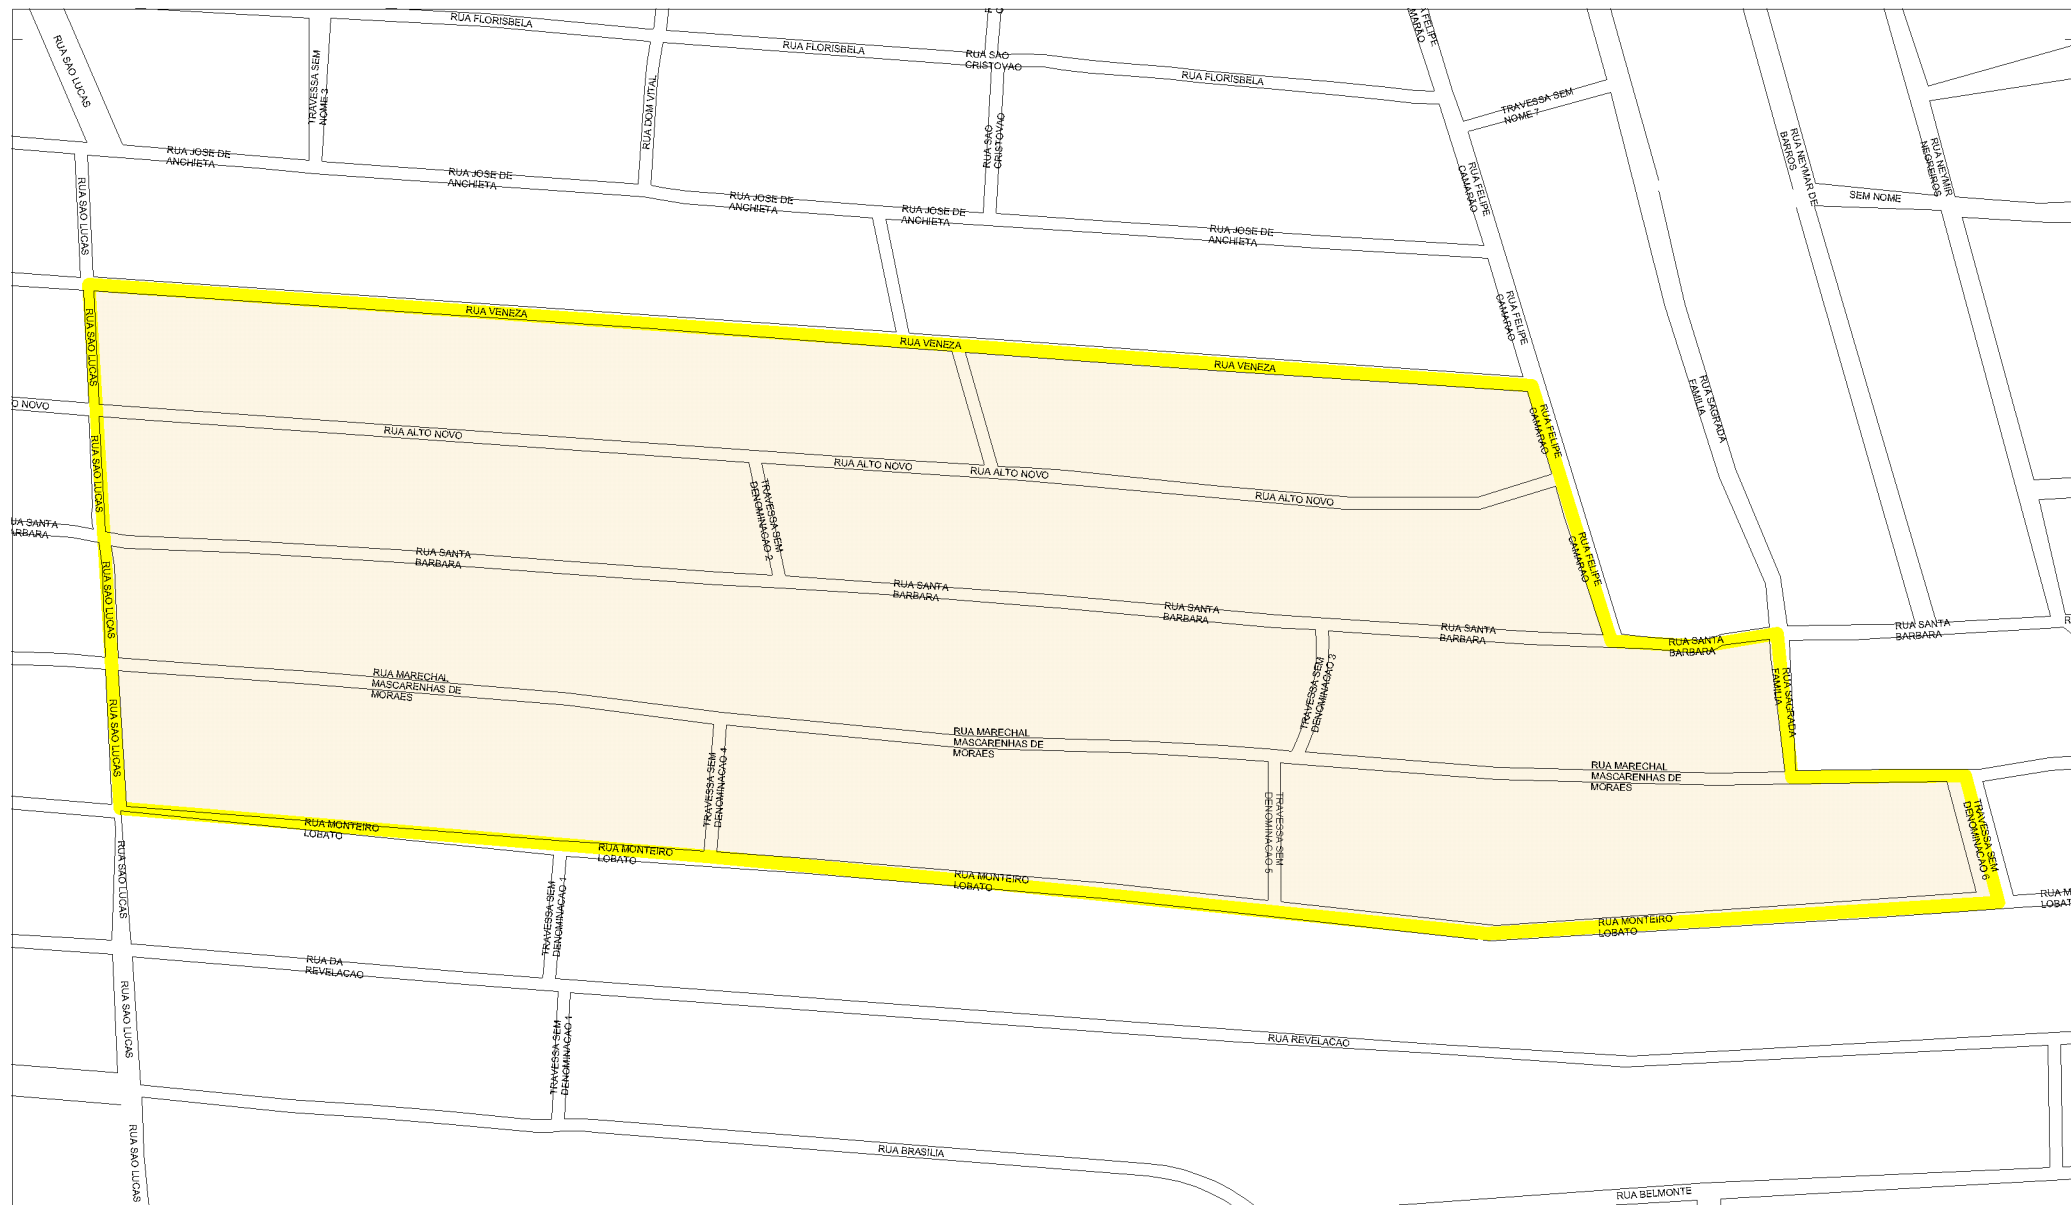 RUA FLORISBELA
RUA FLORISBELA
RUA SAO
CRISTOVAO
RUA FLORISBELA
RUA SAO LUCAS
TRAVESSA SEM
NOME 3
RUA DOM VITAL
RUA SAO
CRISTOVAO
A FELIPE
MARAO
TRAVESSA SEM
NOME 7
RUA NEYMAR DE
BARROS
RUA NEYMIR
NEGREIROS
SEM NOME
RUA JOSE DE
ANCHIETA
RUA JOSE DE
ANCHIETA
RUA JOSE DE
ANCHIETA
RUA JOSE DE
ANCHIETA
RUA JOSE DE
ANCHIETA
RUA SAO LUCAS
RUA FELIPE
CAMARAO
RUA FELIPE
CAMARAO
RUA VENEZA
RUA VENEZA
RUA VENEZA
RUA SAO LUCAS
RUA FELIPE
CAMARAO
RUA SAGRADA
FAMILIA
O NOVO
RUA ALTO NOVO
RUA ALTO NOVO
RUA ALTO NOVO
RUA ALTO NOVO
RUA SAO LUCAS
TRAVESSA SEM
DENOMINACAO 2
RUA FELIPE
CAMARAO
UA SANTA
ARBARA
RUA SANTA
BARBARA
RUA SANTA
BARBARA
RUA SANTA
BARBARA
RUA SANTA
BARBARA
RUA SANTA
BARBARA
RUA SANTA
BARBARA
R
RUA SAO LUCAS
TRAVESSA SEM
DENOMINACAO 3
RUA SAGRADA
FAMILIA
RUA MARECHAL
MASCARENHAS DE
MORAES
RUA MARECHAL
MASCARENHAS DE
MORAES
RUA MARECHAL
MASCARENHAS DE
MORAES
RUA SAO LUCAS
TRAVESSA SEM
DENOMINACAO 4
TRAVESSA SEM
DENOMINACAO 5
TRAVESSA SEM
DENOMINACAO 6
RUA MONTEIRO
LOBATO
RUA MONTEIRO
LOBATO
RUA MONTEIRO
LOBATO
RUA MONTEIRO
LOBATO
RUA M
LOBAT
RUA SAO LUCAS
TRAVESSA SEM
DENOMINACAO 1
RUA DA
REVELACAO
RUA REVELACAO
RUA SAO LUCAS
TRAVESSA SEM
DENOMINACAO 1
RUA BRASILIA
RUA SAO LUCAS
RUA BELMONTE